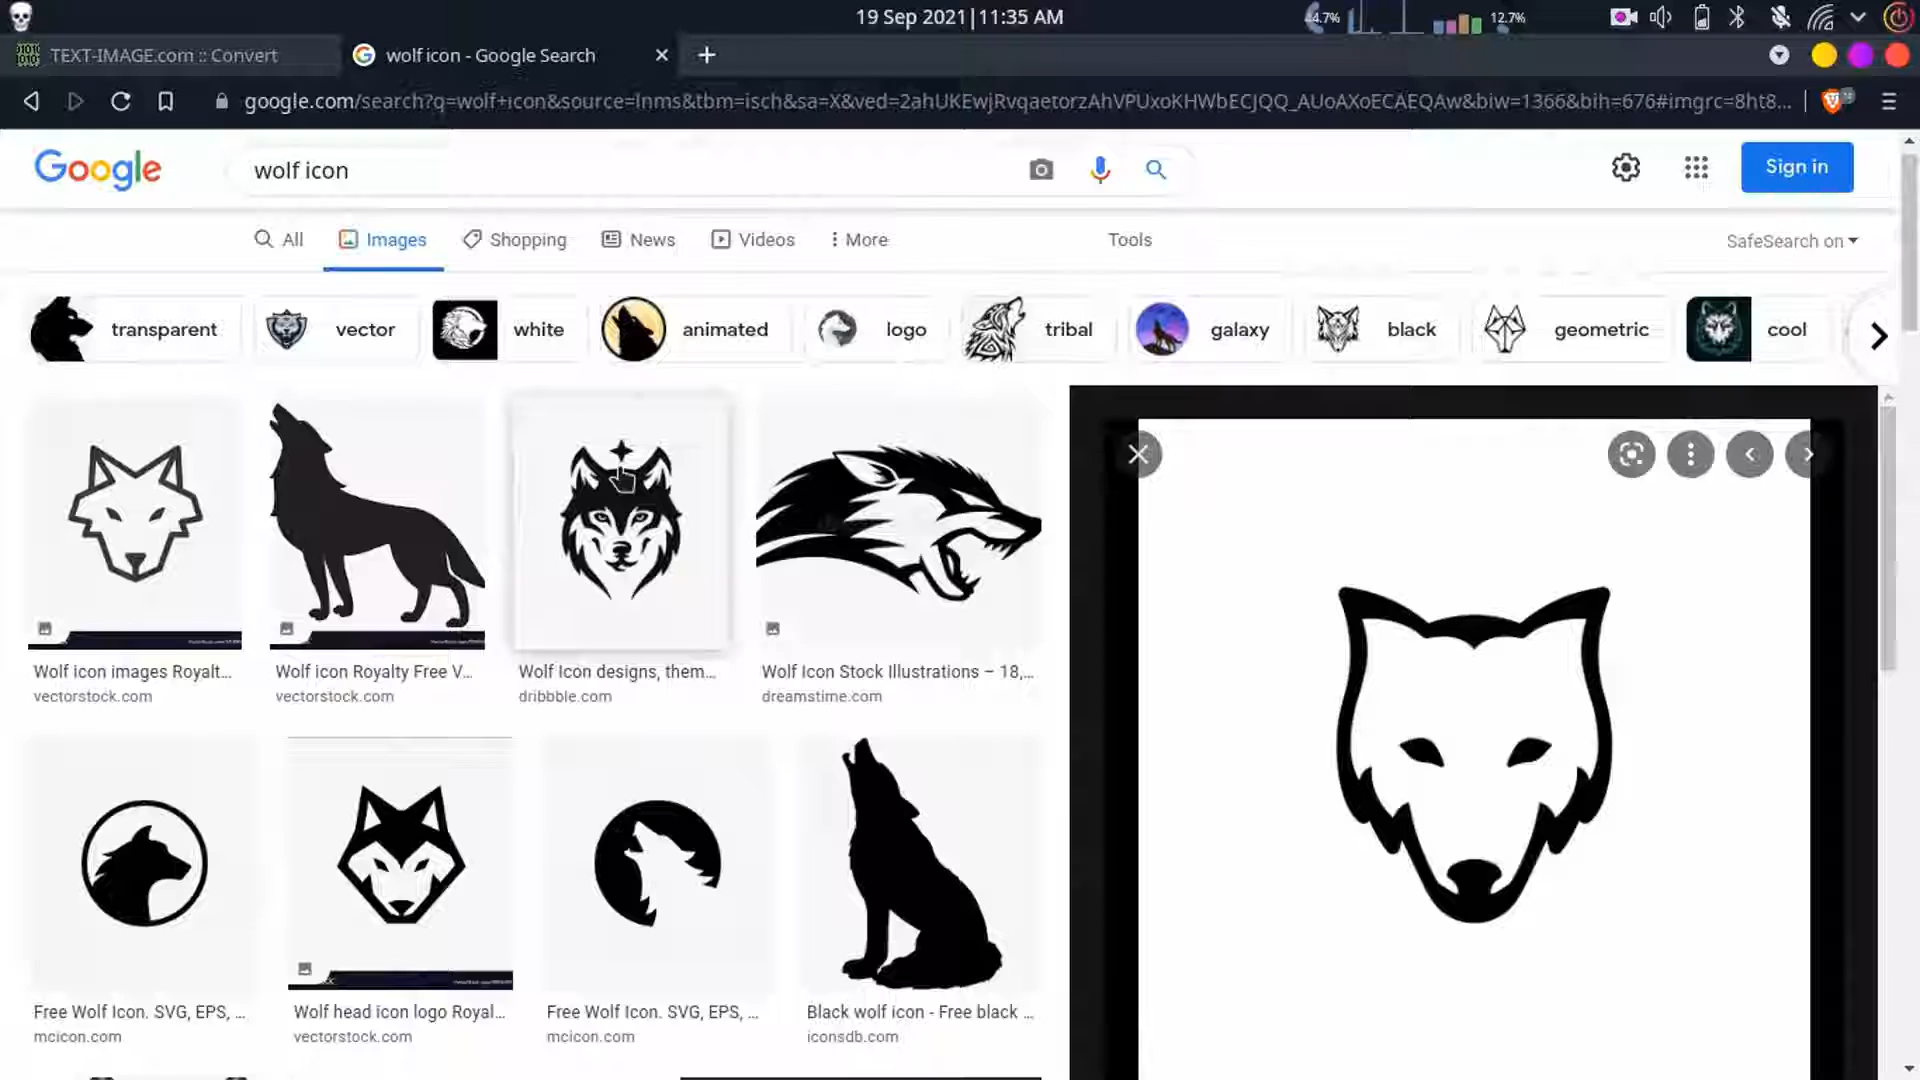 19 Sep 2021|11:35 AM
44.7%
12.7%
TEXT-IMAGE.com :: Convert
wolf icon - Google Search
google.com/search?q=wolf+icon&source=lnms&tbm=isch&sa=X&ved=2ahUKEwjRvqaetorzAhVPUxoKHWbECJQQ_AUoAXoECAEQAw&biw=1366&bih=676#imgrc=8ht8...
Google
wolf icon
Sign in
All
Images
Shopping
News
Videos
More
Tools
SafeSearch on
transparent
vector
white
animated
logo
tribal
galaxy
black
geometric
cool
Wolf icon images Royalt...
vectorstock.com
Wolf icon Royalty Free V...
vectorstock.com
Wolf Icon designs, them...
dribbble.com
Wolf Icon Stock Illustrations – 18,...
dreamstime.com
Free Wolf Icon. SVG, EPS, ...
mcicon.com
Wolf head icon logo Royal...
vectorstock.com
Free Wolf Icon. SVG, EPS, ...
mcicon.com
Black wolf icon - Free black ...
iconsdb.com